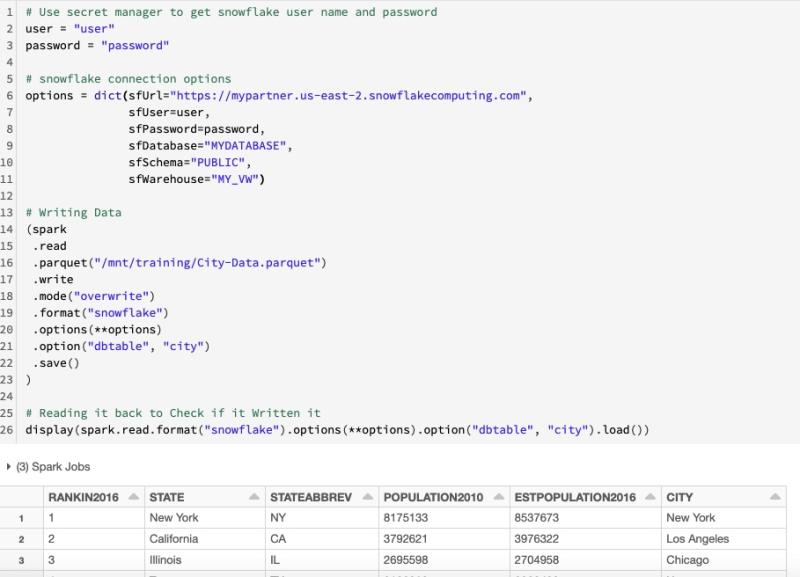 1 # Use secret manager to get snowflake user name and password
2 user = "user"
3 password = "password"
4
5 # snowflake connection options
6 options = dict(sfUrl="https://mypartner.us-east-2.snowflakecomputing.com",
7 sfUser=user,
8 sfPassword=password,
9 sfDatabase="MYDATABASE",
10 sfSchema="PUBLIC",
11 sfWarehouse="MY_VW")
12
13 # Writing Data
14 (spark
15 .read
16 .parquet("/mnt/training/City-Data.parquet")
17 .write
18 .mode("overwrite")
19 .format("snowflake")
20 .options(**options)
21 .option("dbtable", "city")
22 .save()
23 )
24
25 # Reading it back to Check if it Written it
26 display(spark.read.format("snowflake").options(**options).option("dbtable", "city").load())
(3) Spark Jobs
RANKIN2016 STATE STATEABBREV POPULATION2010 ESTPOPULATION2016 CITY
1 1 New York NY 8175133 8537673 New York
2 2 California CA 3792621 3976322 Los Angeles
3 3 Illinois IL 2695598 2704958 Chicago